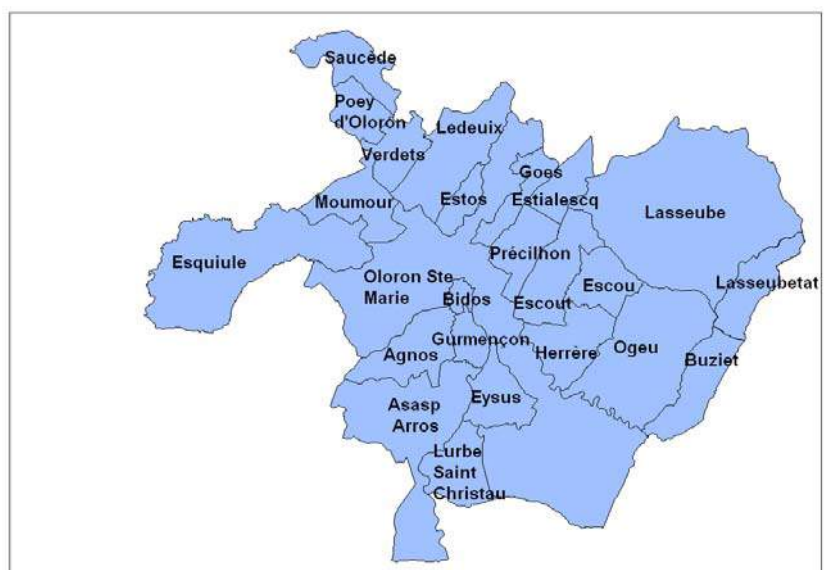 Saucède
Poey
d'Oloron
Ledeuix
Verdets
Goes
Moumour
Estos
Estialescq
Lasseube
Précilhon
Esquiule
Oloron Ste
Marie
Bidos
Escout
Escou
Lasseubetat
Gurmençon
Agnos
Herrère
Ogeu
Buziet
Asasp
Arros
Eysus
Lurbe
Saint
Christau